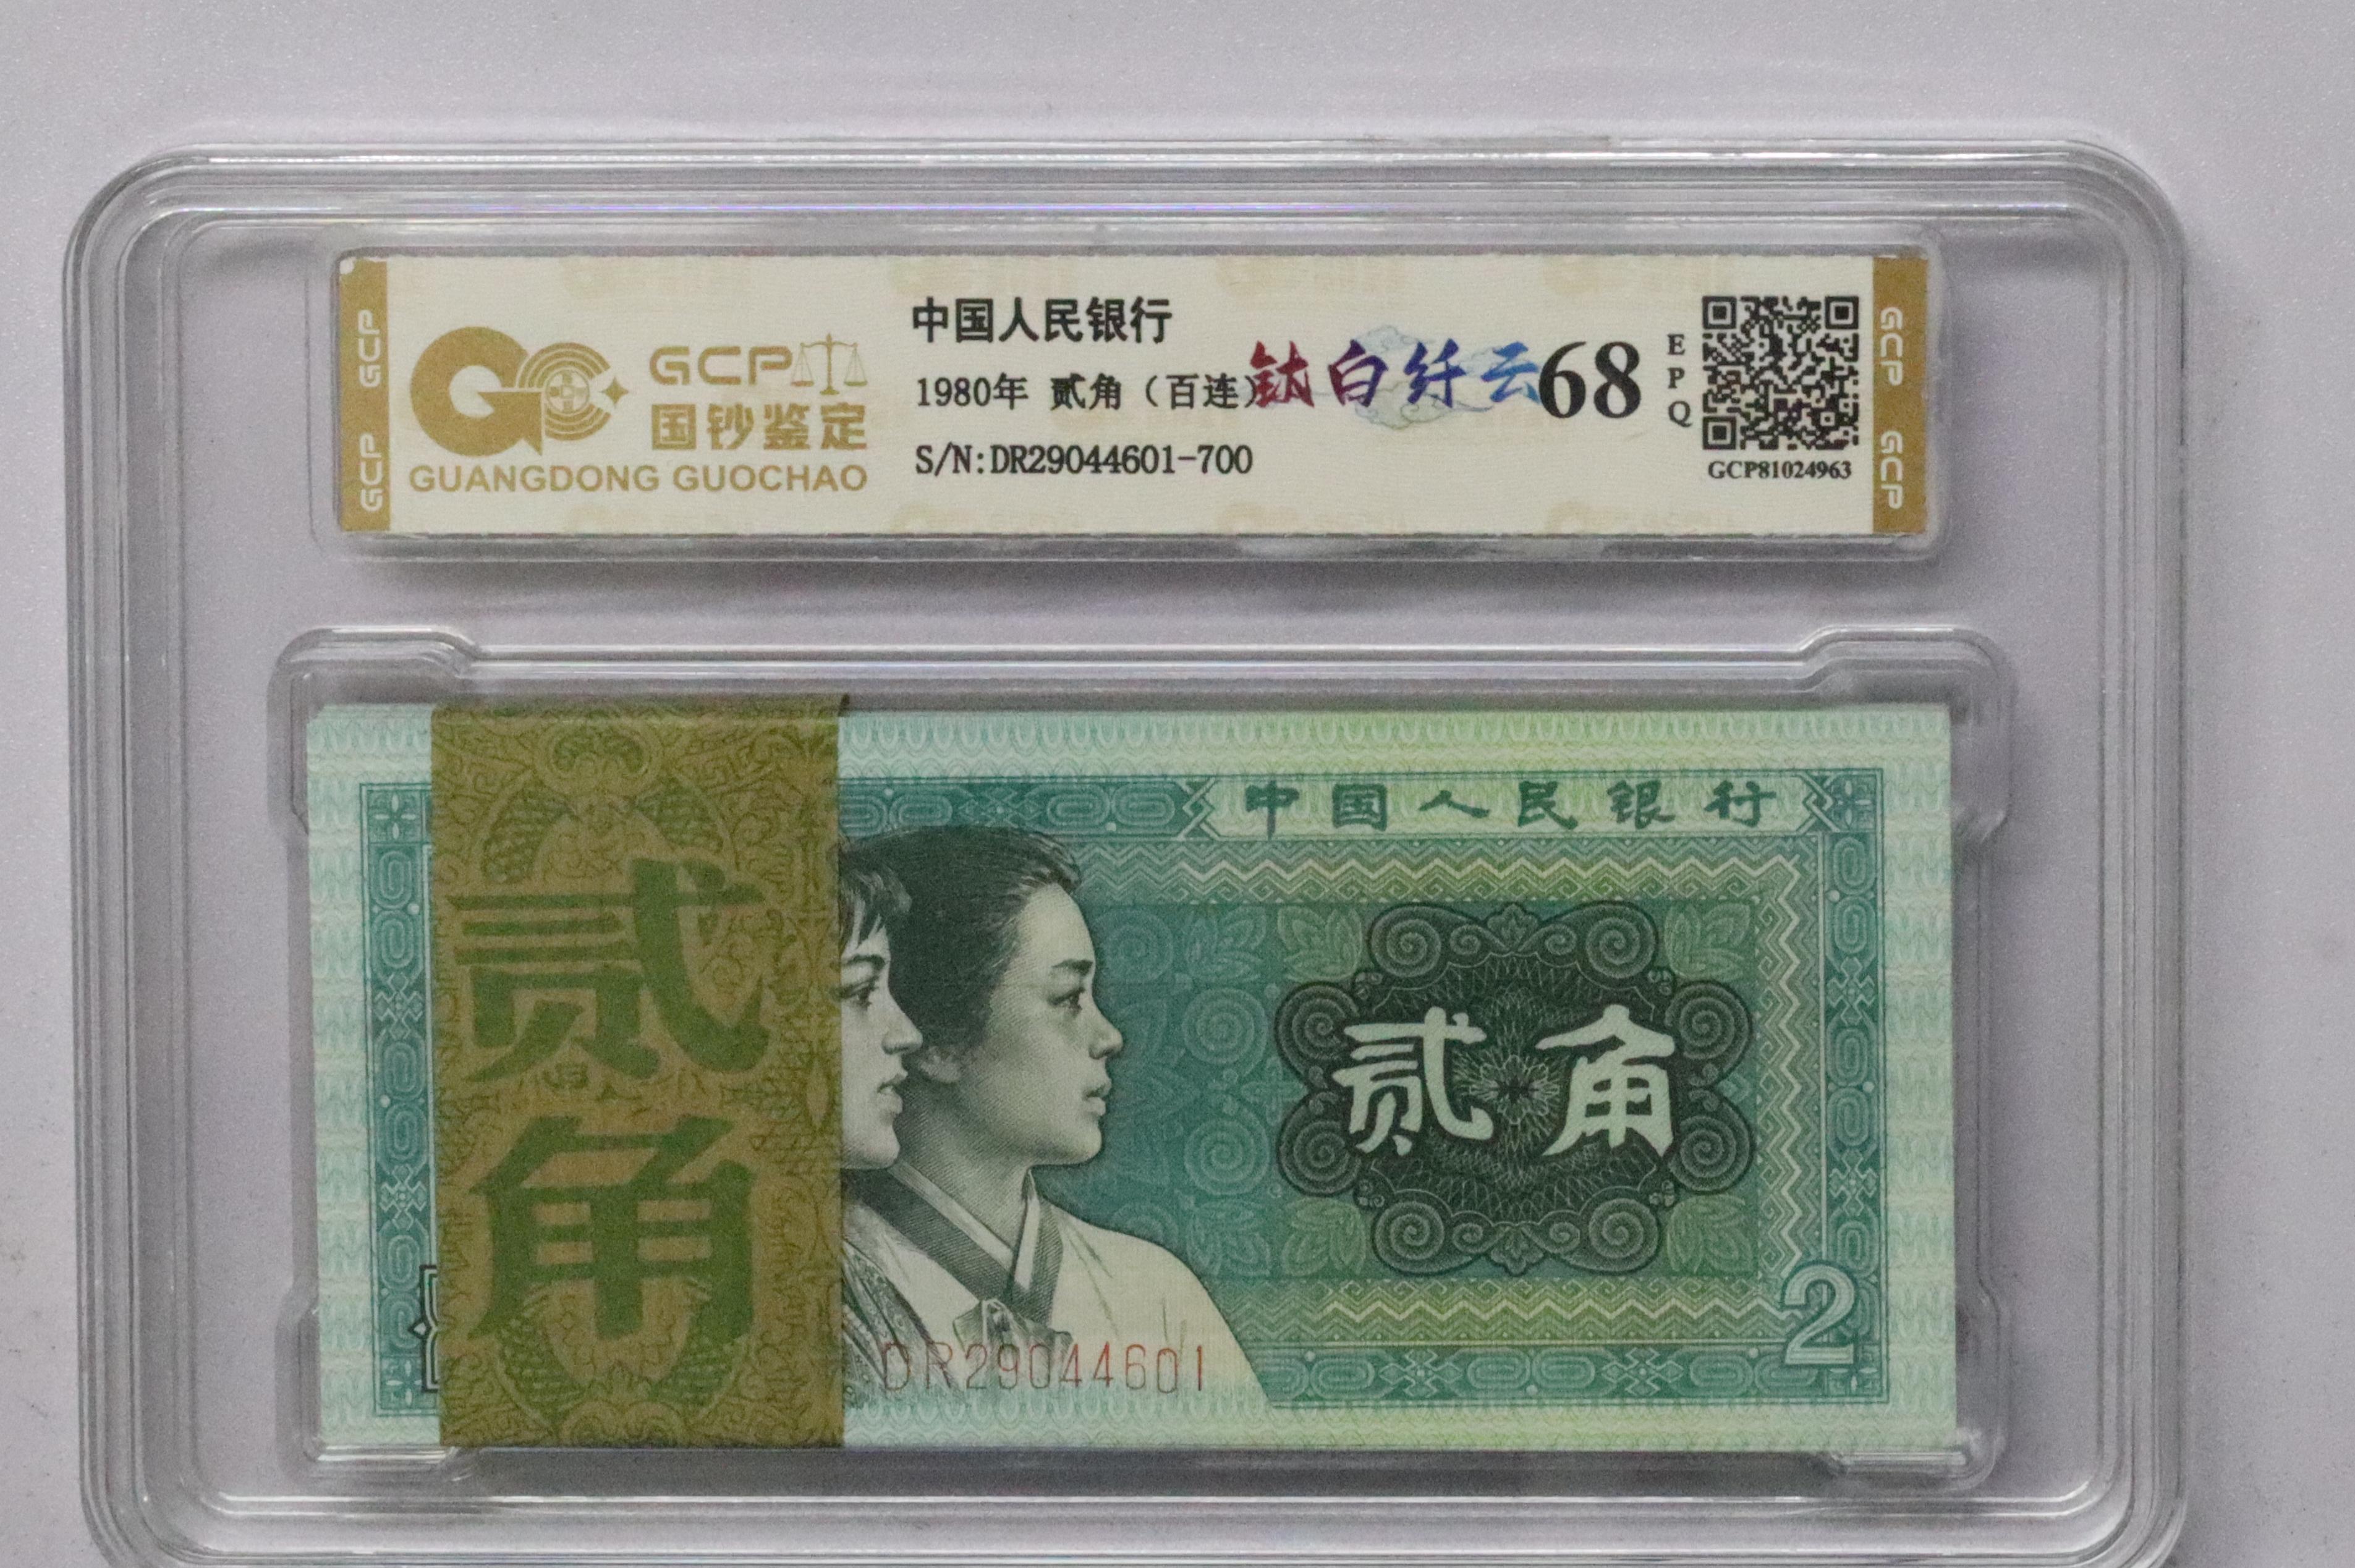 GCP
GCP
GCP
国钞鉴定
GUANGDONG GUOCHAO
中国人民银行
1980年 贰角（百连）
钛白纤云
68
EPQ
S/N:DR29044601-700
GCP81024963
GCP
GCP
中国人民银行
贰角
贰角
2
DR29044601